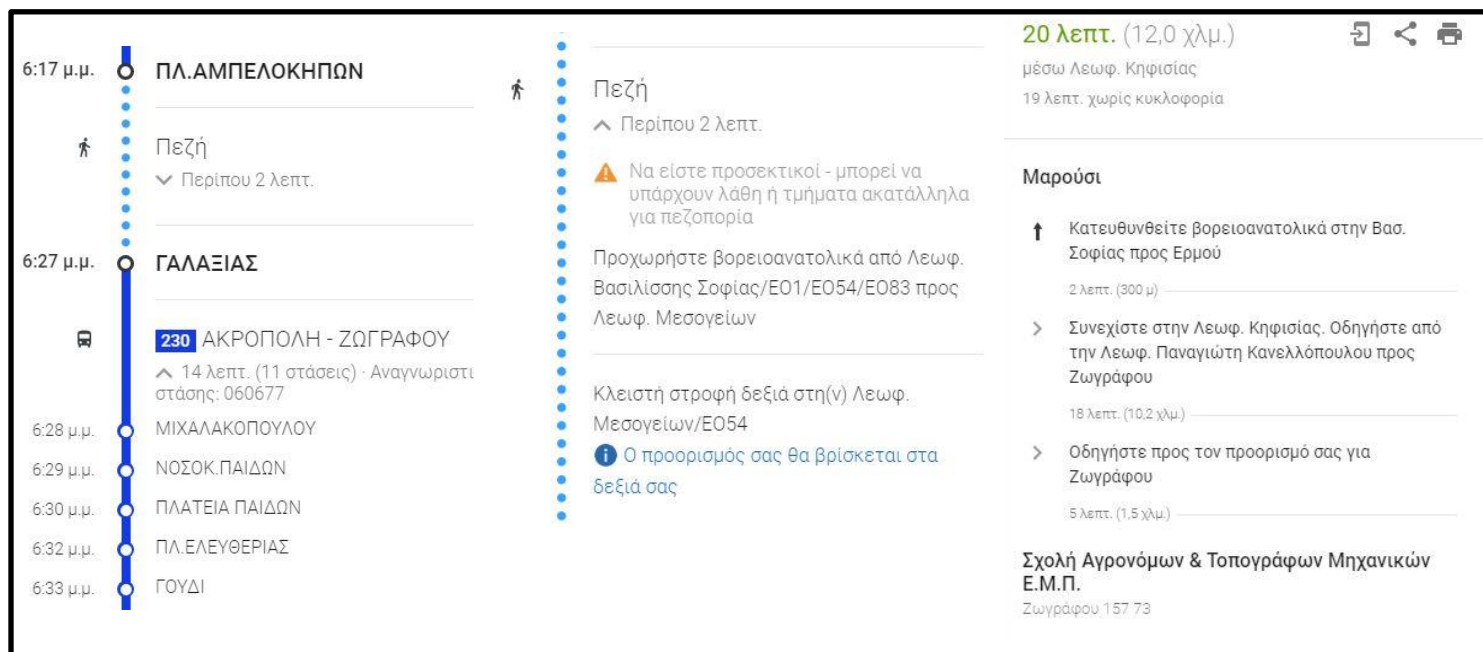 6:17 μ.μ.
ΠΛ.ΑΜΠΕΛΟΚΗΠΩΝ
Πεζή
Περίπου 2 λεπτ.
6:27 μ.μ.
ΓΑΛΑΞΙΑΣ
230 ΑΚΡΟΠΟΛΗ - ΖΩΓΡΑΦΟΥ
14 λεπτ. (11 στάσεις) · Αναγνωριστι
στάσης: 060677
6:28 μ.μ.
ΜΙΧΑΛΑΚΟΠΟΥΛΟΥ
6:29 μ.μ.
ΝΟΣΟΚ.ΠΑΙΔΩΝ
6:30 μ.μ.
ΠΛΑΤΕΙΑ ΠΑΙΔΩΝ
6:32 μ.μ.
ΠΛ.ΕΛΕΥΘΕΡΙΑΣ
6:33 μ.μ.
ΓΟΥΔΙ
Πεζή
Περίπου 2 λεπτ.
Να είστε προσεκτικοί - μπορεί να
υπάρχουν λάθη ή τμήματα ακατάλληλα
για πεζοπορία
Προχωρήστε βορειοανατολικά από Λεωφ.
Βασιλίσσης Σοφίας/ΕΟ1/ΕΟ54/ΕΟ83 προς
Λεωφ. Μεσογείων
Κλειστή στροφή δεξιά στη(ν) Λεωφ.
Μεσογείων/ΕΟ54
Ο προορισμός σας θα βρίσκεται στα
δεξιά σας
20 λεπτ. (12,0 χλμ.)
μέσω Λεωφ. Κηφισίας
19 λεπτ. χωρίς κυκλοφορία
Μαρούσι
Κατευθυνθείτε βορειοανατολικά στην Βασ.
Σοφίας προς Ερμού
2 λεπτ. (300 μ)
Συνεχίστε στην Λεωφ. Κηφισίας. Οδηγήστε από
την Λεωφ. Παναγιώτη Κανελλόπουλου προς
Ζωγράφου
18 λεπτ. (10,2 χλμ.)
Οδηγήστε προς τον προορισμό σας για
Ζωγράφου
5 λεπτ. (1,5 χλμ.)
Σχολή Αγρονόμων & Τοπογράφων Μηχανικών
Ε.Μ.Π.
Ζωγράφου 157 73